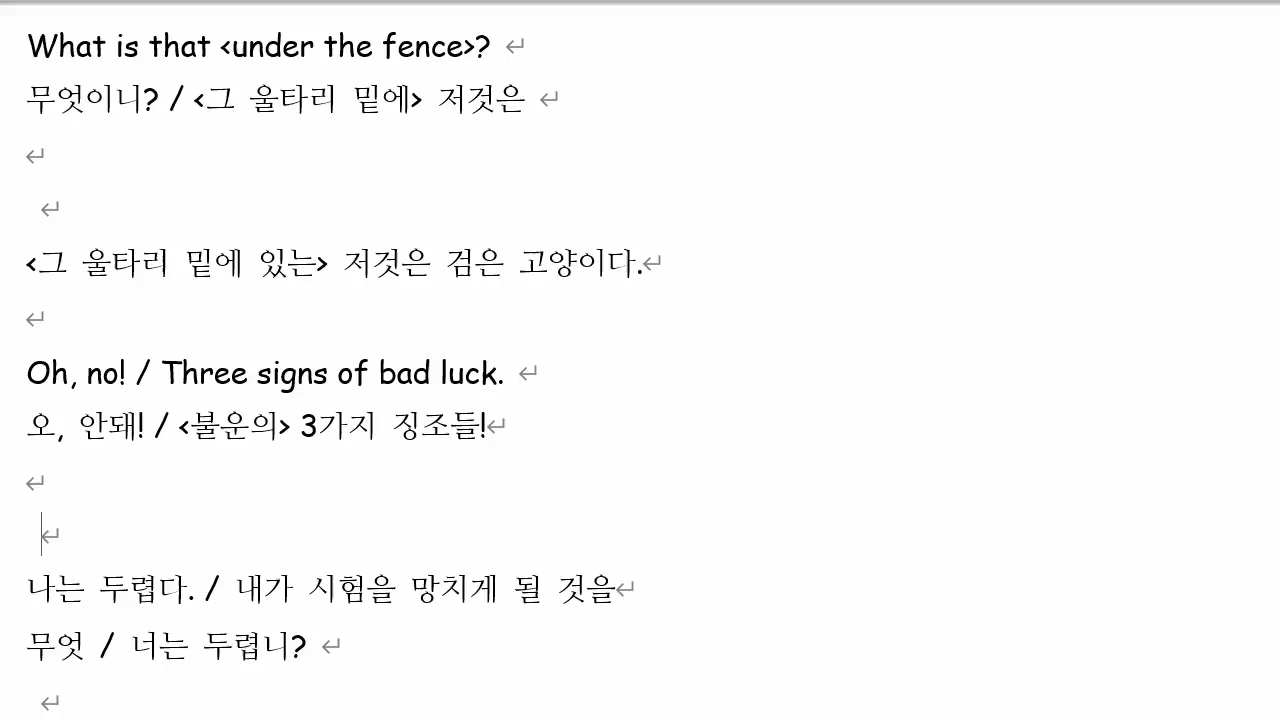 What is that <under the fence>?
무엇이니? / <그 울타리 밑에> 저것은
<그 울타리 밑에 있는> 저것은 검은 고양이다.
Oh, no! / Three signs of bad luck.
오, 안돼! / <불운의> 3가지 징조들!
나는 두렵다. / 내가 시험을 망치게 될 것을
무엇 / 너는 두렵니?